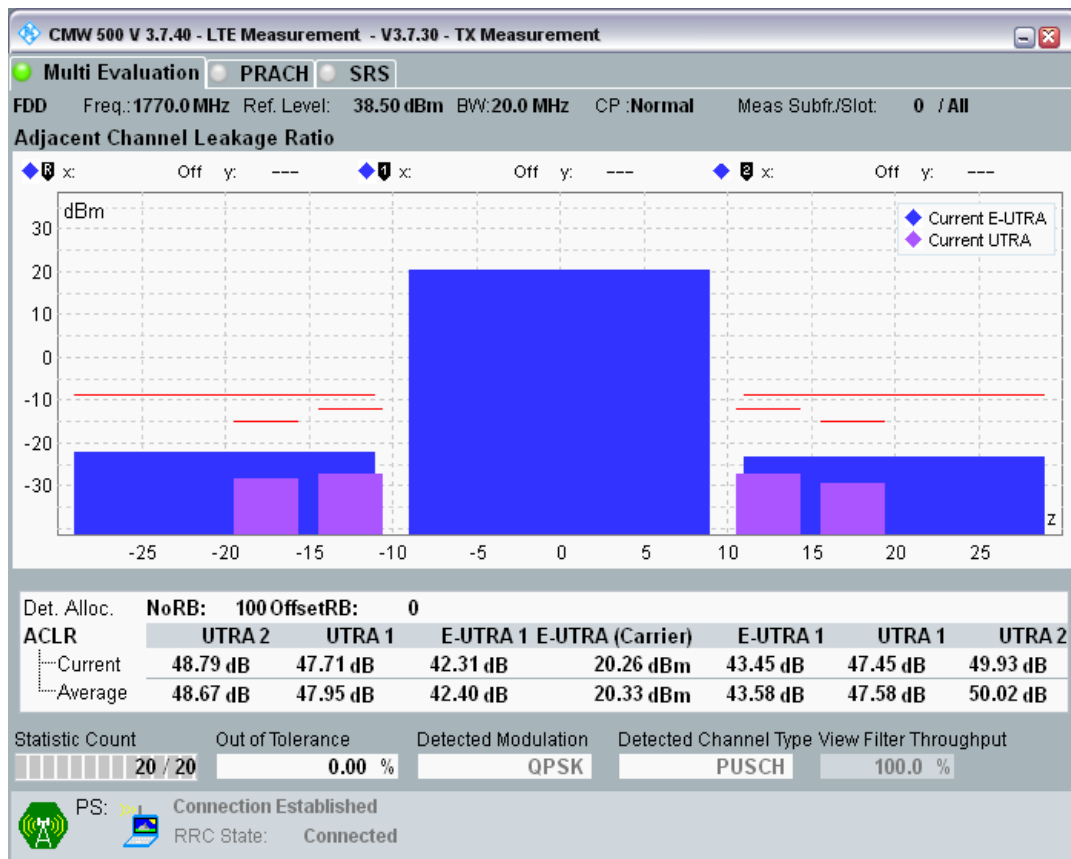 CMW 500 V 3.7.40 - LTE Measurement - V3.7.30 - TX Measurement
Multi Evaluation PRACH SRS
FDD Freq.:1770.0 MHz Ref. Level: 38.50 dBm BW:20.0 MHz CP :Normal Meas Subfr./Slot: 0 / All
Adjacent Channel Leakage Ratio
R x: Off y: --- 1 x: Off y: --- 2 x: Off y: ---
dBm
Current E-UTRA
Current UTRA
30
20
10
0
-10
-20
-30
z
-25 -20 -15 -10 -5 0 5 10 15 20 25
Det. Alloc. NoRB: 100 OffsetRB: 0
ACLR UTRA 2 UTRA 1 E-UTRA 1 E-UTRA (Carrier) E-UTRA 1 UTRA 1 UTRA 2
Current 48.79 dB 47.71 dB 42.31 dB 20.26 dBm 43.45 dB 47.45 dB 49.93 dB
Average 48.67 dB 47.95 dB 42.40 dB 20.33 dBm 43.58 dB 47.58 dB 50.02 dB
Statistic Count Out of Tolerance Detected Modulation Detected Channel Type View Filter Throughput
20 / 20 0.00 % QPSK PUSCH 100.0 %
PS: Connection Established
RRC State: Connected